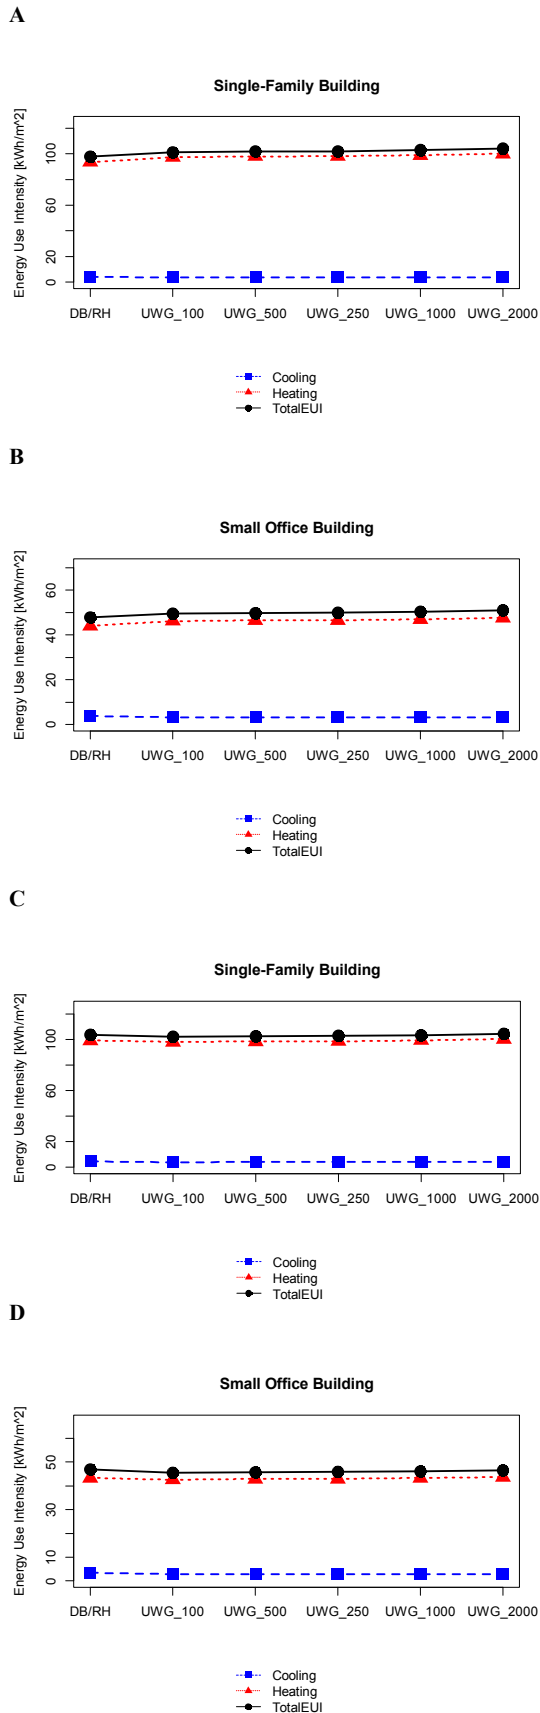 A
Single-Family Building
Energy Use Intensity [kWh/m^2]
100
60
20
0
DB/RH UWG_100 UWG_500 UWG_250 UWG_1000 UWG_2000
Cooling
Heating
TotalEUI
B
Small Office Building
Energy Use Intensity [kWh/m^2]
60
40
20
0
DB/RH UWG_100 UWG_500 UWG_250 UWG_1000 UWG_2000
Cooling
Heating
TotalEUI
C
Single-Family Building
Energy Use Intensity [kWh/m^2]
100
60
20
0
DB/RH UWG_100 UWG_500 UWG_250 UWG_1000 UWG_2000
Cooling
Heating
TotalEUI
D
Small Office Building
Energy Use Intensity [kWh/m^2]
50
30
10
0
DB/RH UWG_100 UWG_500 UWG_250 UWG_1000 UWG_2000
Cooling
Heating
TotalEUI